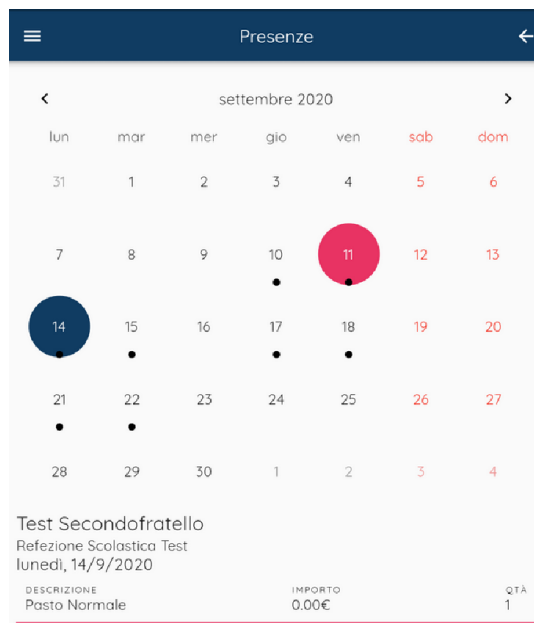 Presenze
settembre 2020
lun mar mer gio ven sab dom
31 1 2 3 4 5 6
7 8 9 10 11 12 13
14 15 16 17 18 19 20
21 22 23 24 25 26 27
28 29 30 1 2 3 4
Test Secondofratello
Refezione Scolastica Test
lunedì, 14/9/2020
DESCRIZIONE IMPORTO QTÀ
Pasto Normale 0.00€ 1